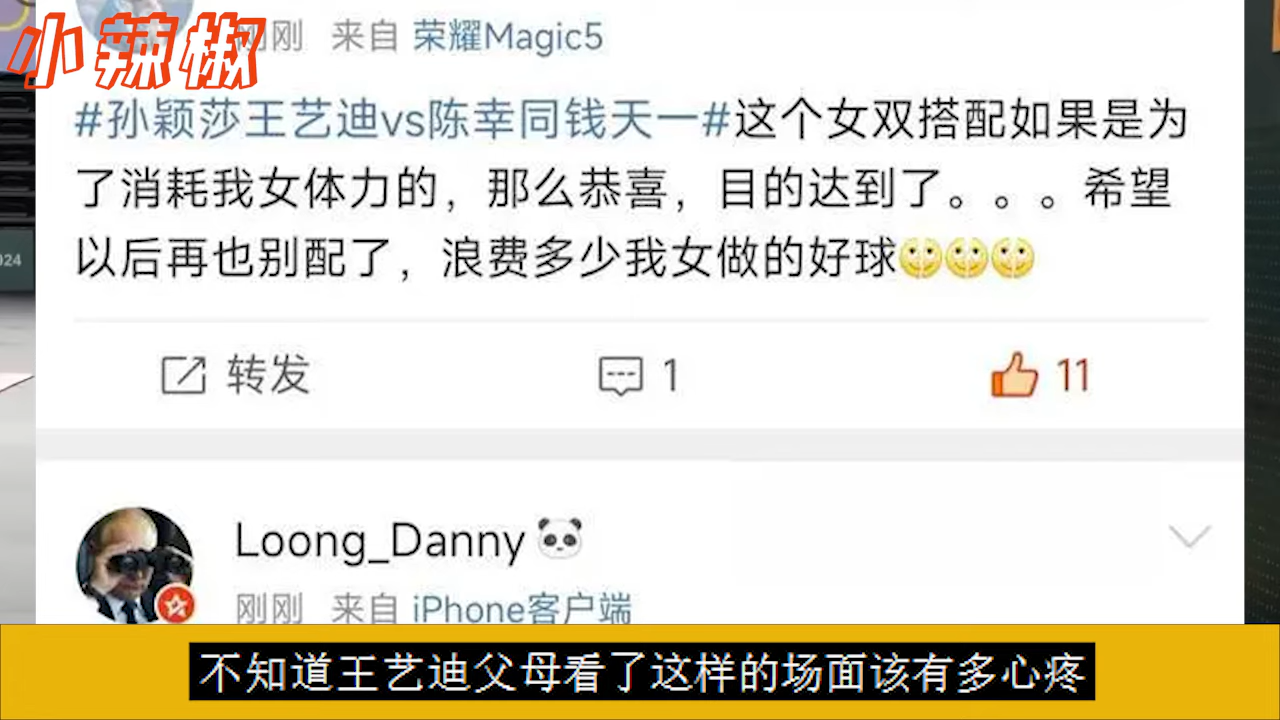 小辣椒
刚刚 来自 荣耀Magic5
#孙颖莎王艺迪vs陈幸同钱天一#这个女双搭配如果是为
了消耗我女体力的，那么恭喜，目的达到了。。。希望
以后再也别配了，浪费多少我女做的好球
024
转发 1 11
Loong_Danny
刚刚 来自 iPhone客户端
不知道王艺迪父母看了这样的场面该有多心疼